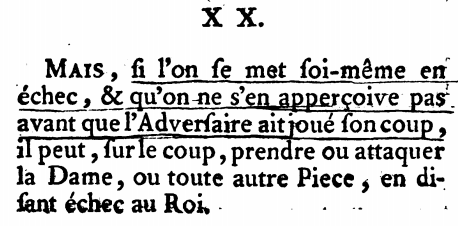 X X.
MAIS, ſi l'on ſe met ſoi-même en
échec, & qu'on ne s'en apperçoive pas
avant que l'Adverſaire ait joué ſon coup,
il peut, ſur le coup, prendre ou attaquer
la Dame, ou toute autre Piece, en di-
ſant échec au Roi.